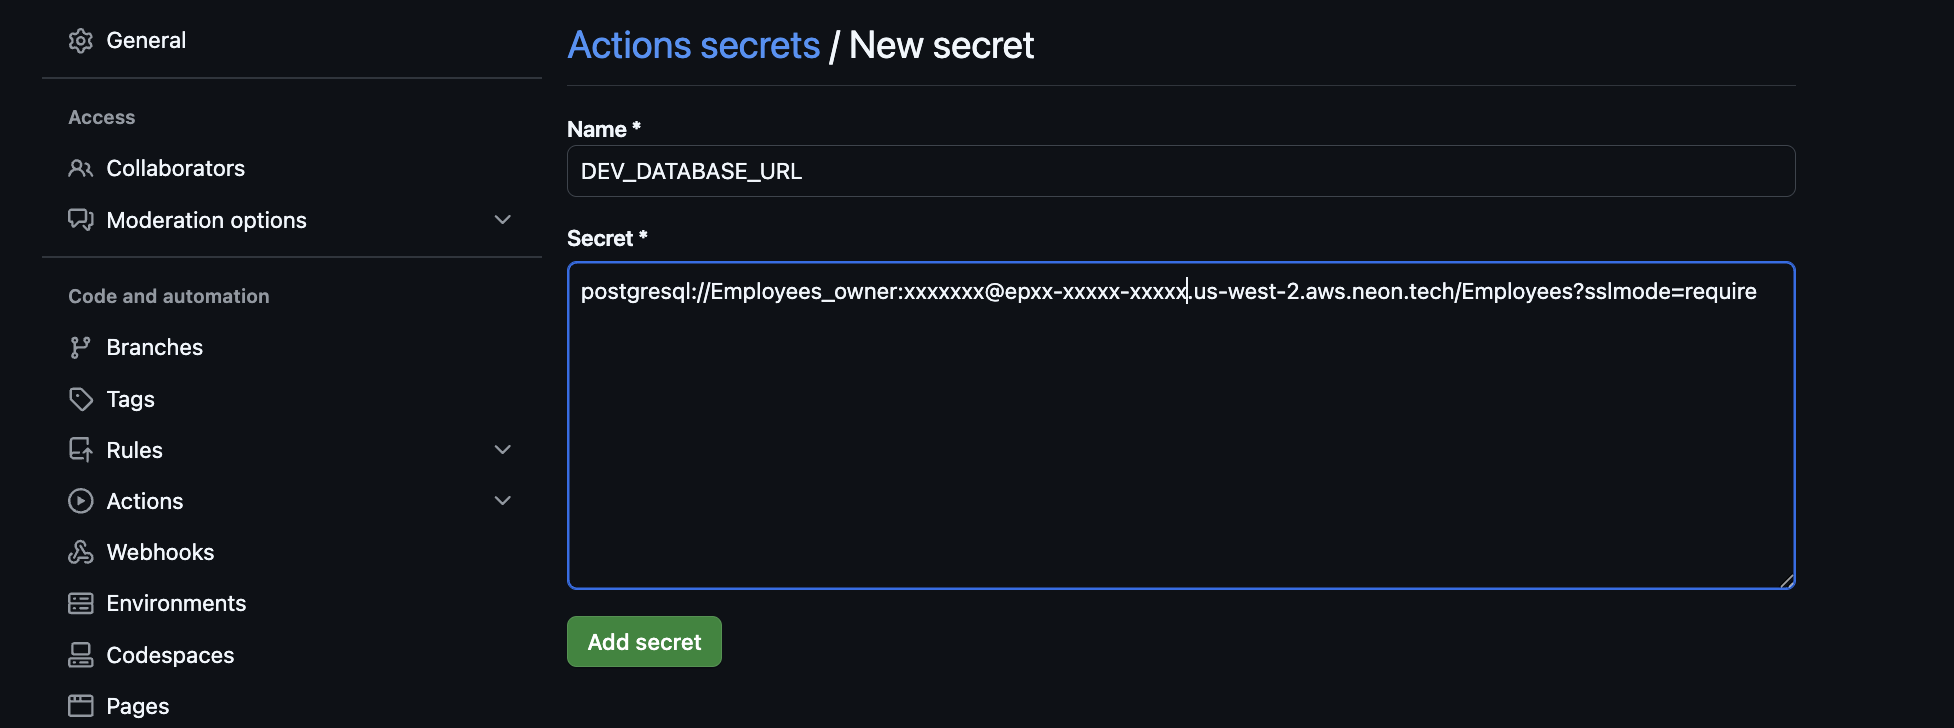 General
Access
Collaborators
Moderation options
Code and automation
Branches
Tags
Rules
Actions
Webhooks
Environments
Codespaces
Pages
Actions secrets / New secret
Name *
DEV_DATABASE_URL
Secret *
postgresql://Employees_owner:xxxxxxx@epxx-xxxxx-xxxxx.us-west-2.aws.neon.tech/Employees?sslmode=require
Add secret